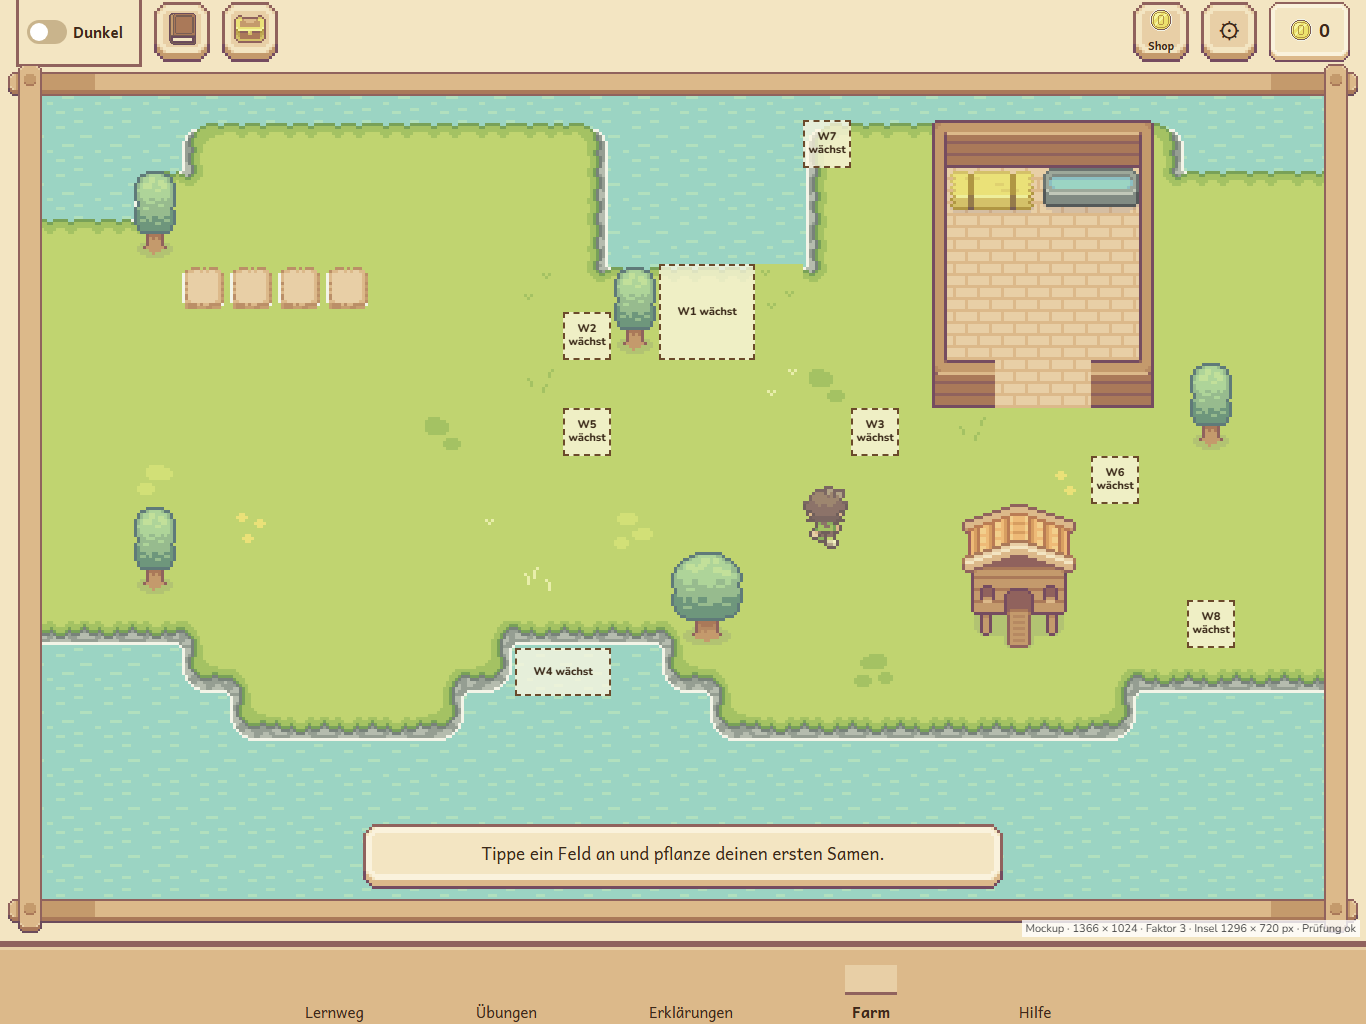 Dunkel
Shop
0
W7
wächst
W1 wächst
W2
wächst
W5
wächst
W3
wächst
W6
wächst
W8
wächst
W4 wächst
Tippe ein Feld an und pflanze deinen ersten Samen.
Mockup · 1366 × 1024 · Faktor 3 · Insel 1296 × 720 px · Prüfung ok
Lernweg
Übungen
Erklärungen
Farm
Hilfe